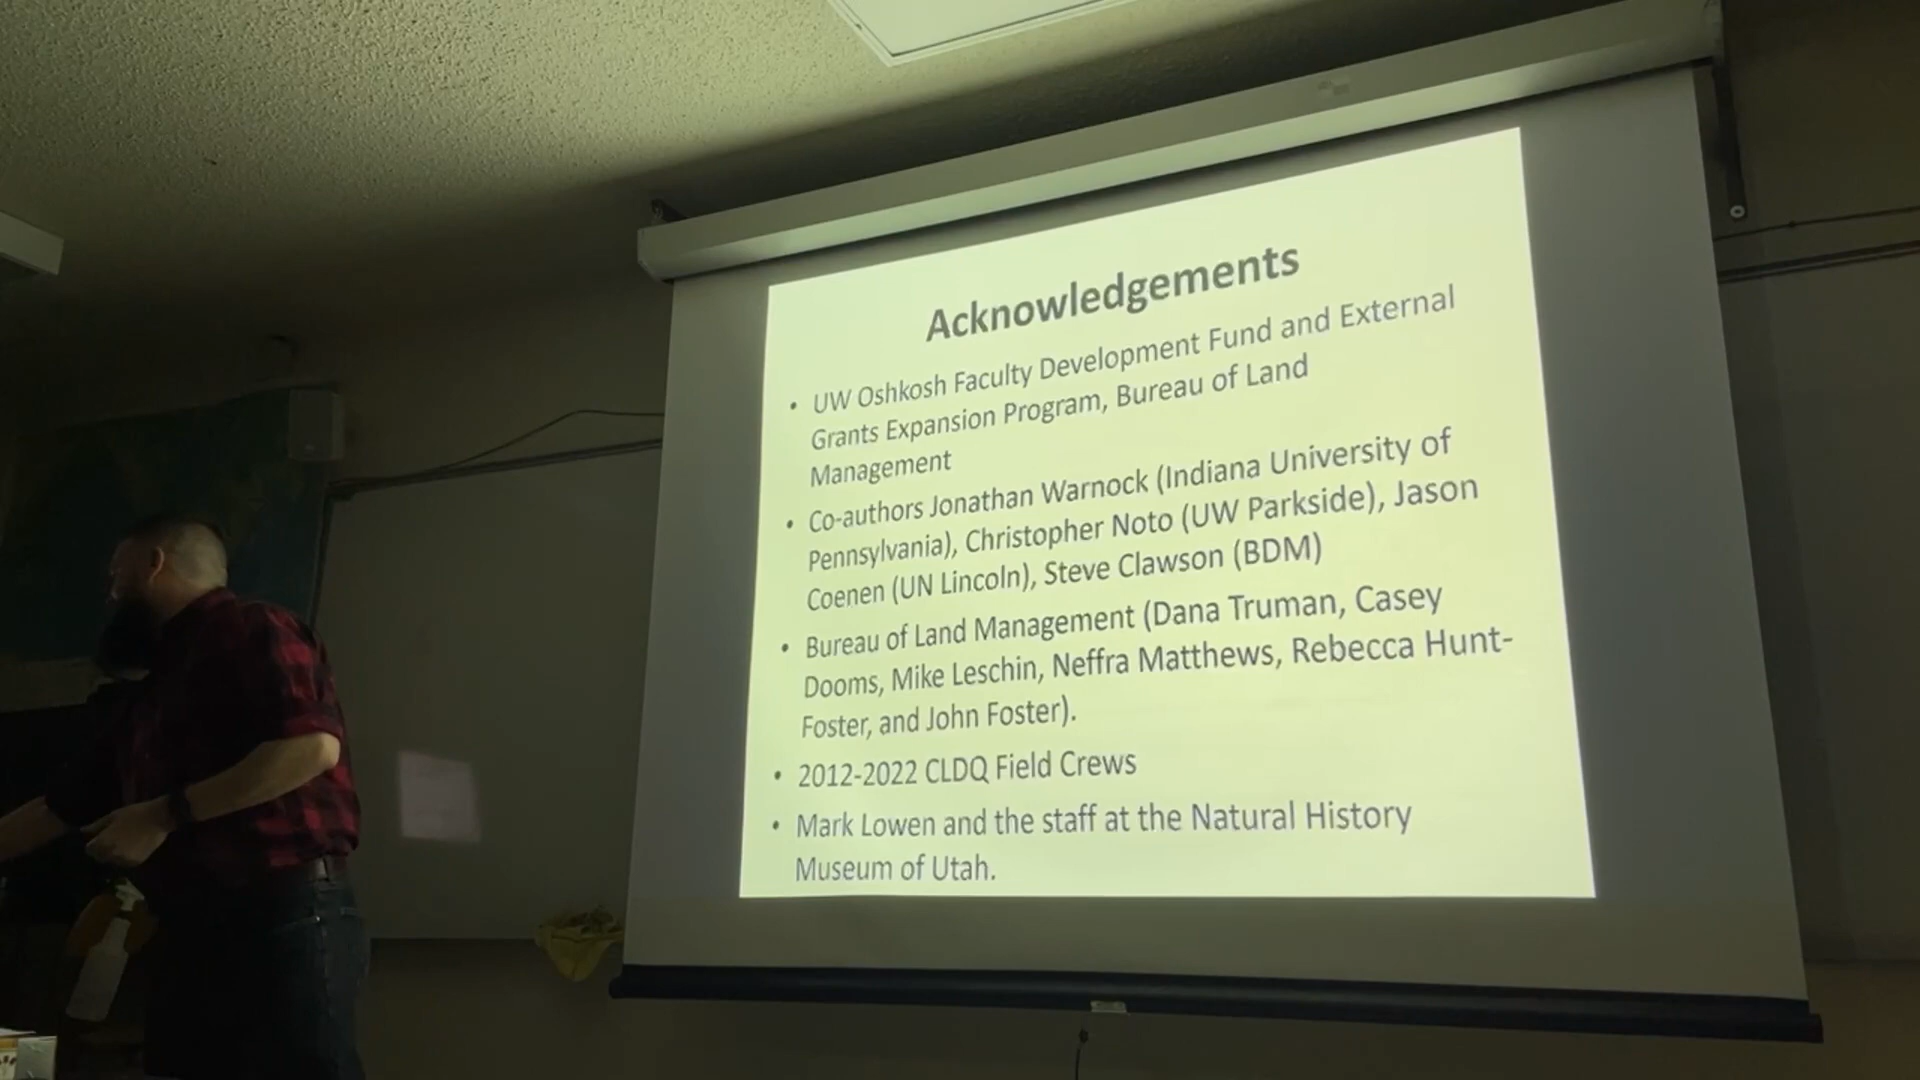 Acknowledgements
• UW Oshkosh Faculty Development Fund and External
Grants Expansion Program, Bureau of Land
Management
• Co-authors Jonathan Warnock (Indiana University of
Pennsylvania), Christopher Noto (UW Parkside), Jason
Coenen (UN Lincoln), Steve Clawson (BDM)
• Bureau of Land Management (Dana Truman, Casey
Dooms, Mike Leschin, Neffra Matthews, Rebecca Hunt-
Foster, and John Foster).
• 2012-2022 CLDQ Field Crews
• Mark Lowen and the staff at the Natural History
Museum of Utah.